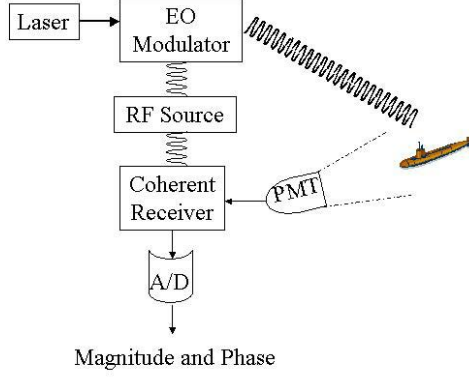 Laser
EO
Modulator
RF Source
Coherent
Receiver
PMT
A/D
Magnitude and Phase